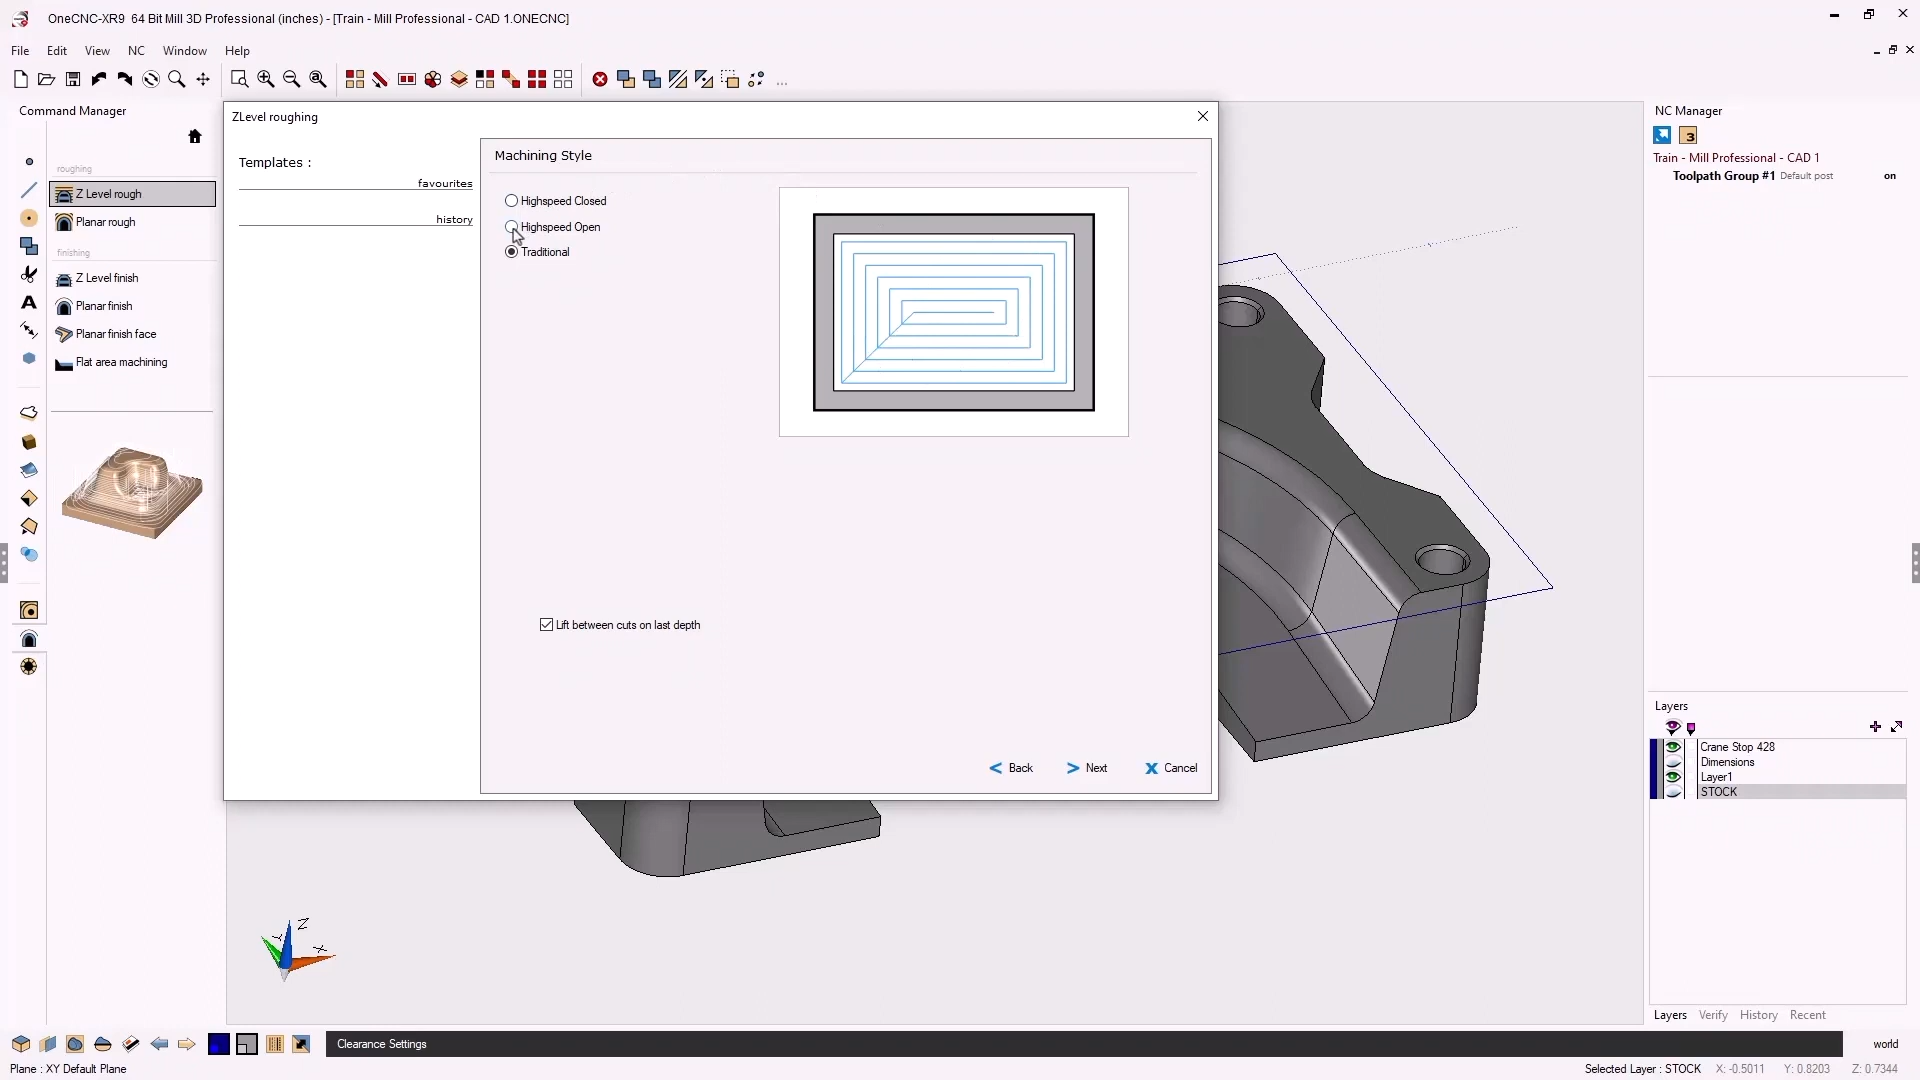 OneCNC-XR9 64 Bit Mill 3D Professional (inches) - [Train - Mill Professional - CAD 1.ONECNC]
File Edit View NC Window Help
Command Manager
roughing
Z Level rough
Planar rough
finishing
Z Level finish
Planar finish
Planar finish face
Flat area machining
ZLevel roughing
Templates :
favourites
history
Machining Style
Highspeed Closed
Highspeed Open
Traditional
Lift between cuts on last depth
< Back > Next X Cancel
Z
X
NC Manager
3
Train - Mill Professional - CAD 1
Toolpath Group #1 Default post on
Layers
Crane Stop 428
Dimensions
Layer1
STOCK
Layers Verify History Recent
Clearance Settings
world
Plane : XY Default Plane
Selected Layer : STOCK X: -0.5011 Y: 0.8203 Z: 0.7344